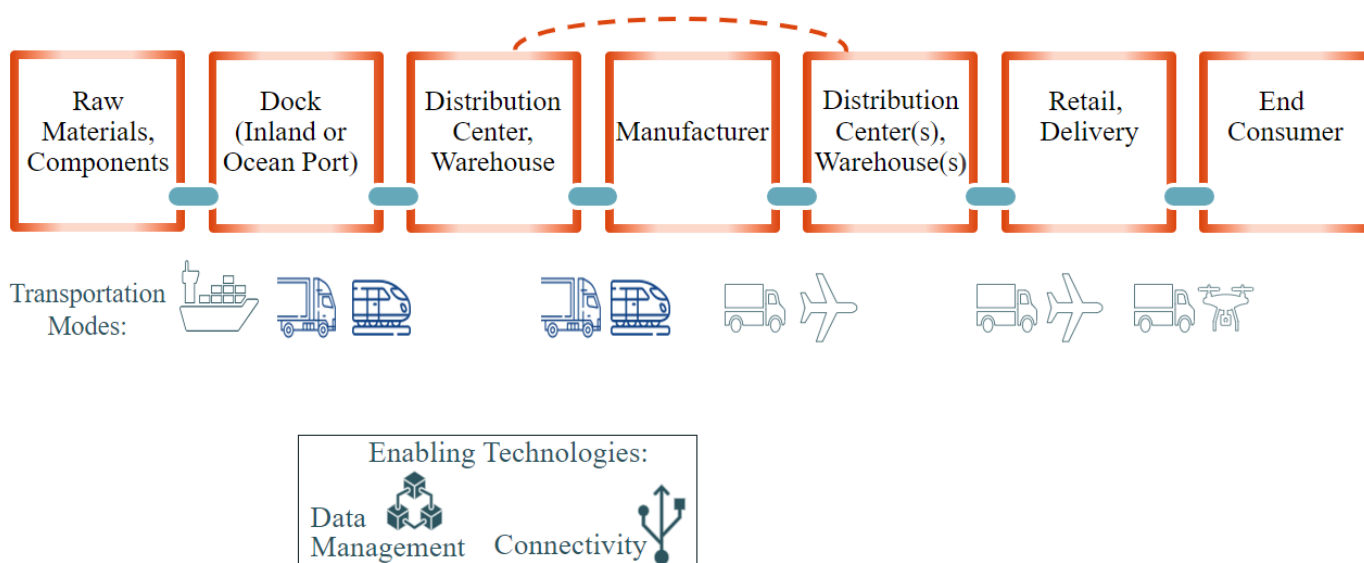 Raw
Materials,
Components
Dock
(Inland or
Ocean Port)
Distribution
Center,
Warehouse
Manufacturer
Distribution
Center(s),
Warehouse(s)
Retail,
Delivery
End
Consumer
Transportation
Modes:
Enabling Technologies:
Data
Management
Connectivity